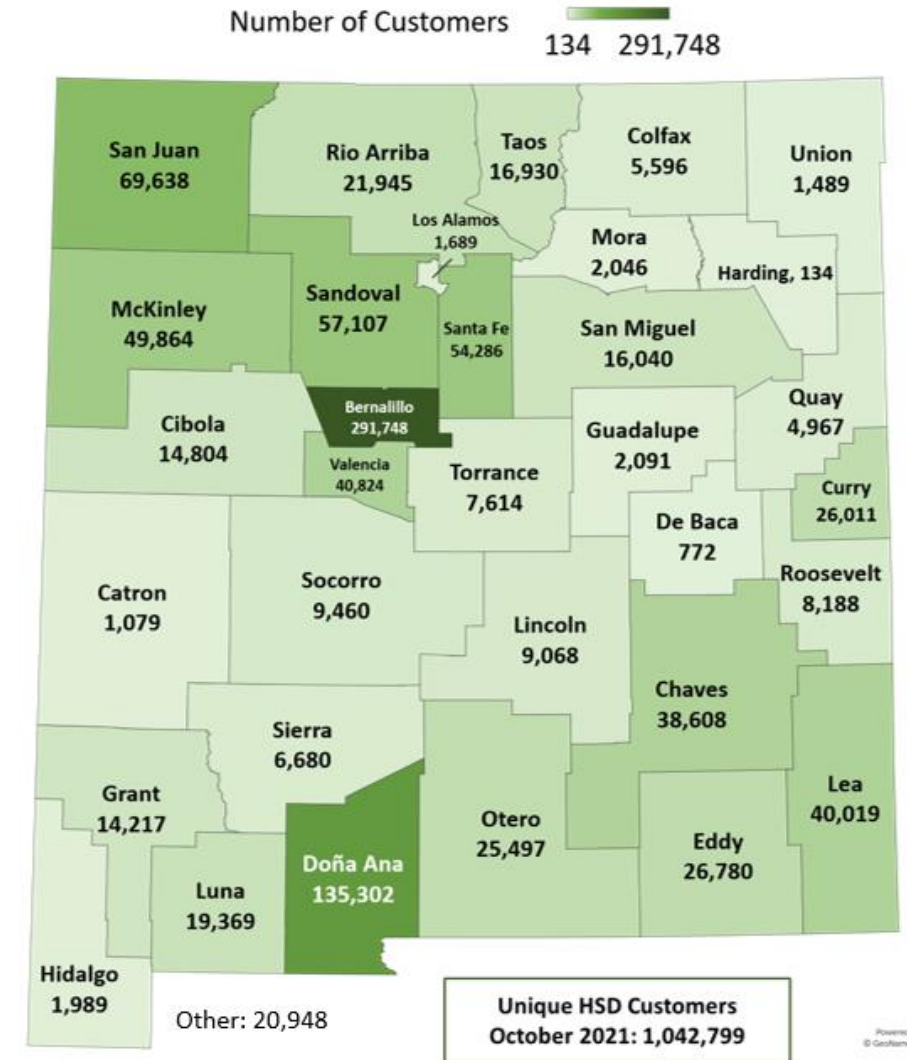 Number of Customers
134 291,748
San Juan
69,638
Rio Arriba
21,945
Taos
16,930
Colfax
5,596
Union
1,489
Los Alamos
1,689
Mora
2,046
Harding, 134
McKinley
49,864
Sandoval
57,107
Santa Fe
54,286
San Miguel
16,040
Quay
4,967
Cibola
14,804
Bernalillo
291,748
Valencia
40,824
Torrance
7,614
Guadalupe
2,091
Curry
26,011
De Baca
772
Roosevelt
8,188
Catron
1,079
Socorro
9,460
Lincoln
9,068
Chaves
38,608
Sierra
6,680
Lea
40,019
Grant
14,217
Otero
25,497
Eddy
26,780
Doña Ana
135,302
Luna
19,369
Hidalgo
1,989
Other: 20,948
Unique HSD Customers
October 2021: 1,042,799
Powere
© GeoNam